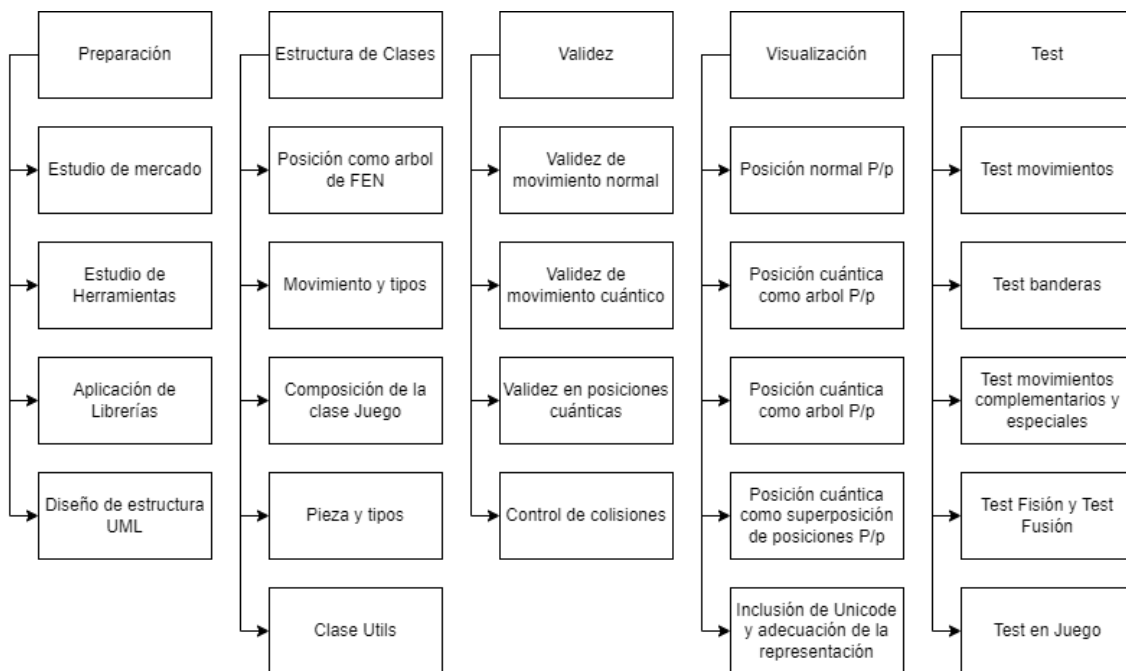 Preparación
Estudio de mercado
Estudio de
Herramientas
Aplicación de
Librerías
Diseño de estructura
UML
Estructura de Clases
Posición como arbol
de FEN
Movimiento y tipos
Composición de la
clase Juego
Pieza y tipos
Clase Utils
Validez
Validez de
movimiento normal
Validez de
movimiento cuántico
Validez en posiciones
cuánticas
Control de colisiones
Visualización
Posición normal P/p
Posición cuántica
como arbol P/p
Posición cuántica
como arbol P/p
Posición cuántica
como superposición
de posiciones P/p
Inclusión de Unicode
y adecuación de la
representación
Test
Test movimientos
Test banderas
Test movimientos
complementarios y
especiales
Test Fisión y Test
Fusión
Test en Juego